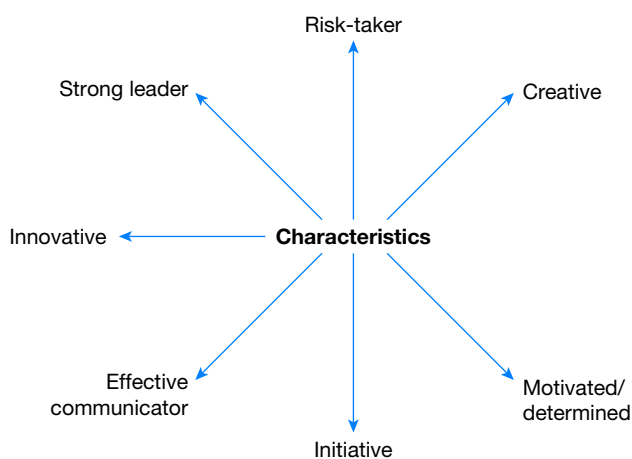 Risk-taker
Strong leader
Creative
Innovative
Characteristics
Effective
communicator
Motivated/
determined
Initiative